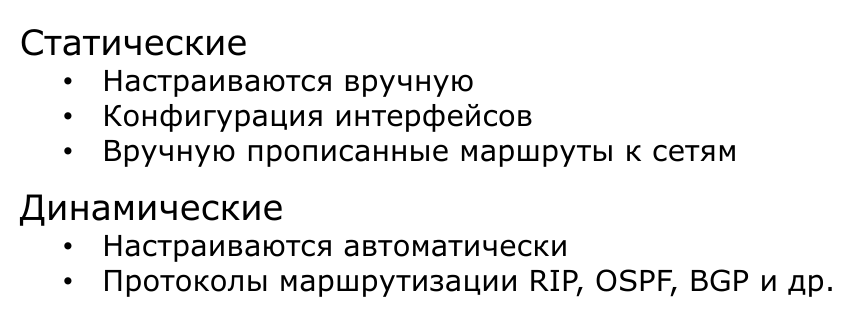 Статические
• Настраиваются вручную
• Конфигурация интерфейсов
• Вручную прописанные маршруты к сетям
Динамические
• Настраиваются автоматически
• Протоколы маршрутизации RIP, OSPF, BGP и др.